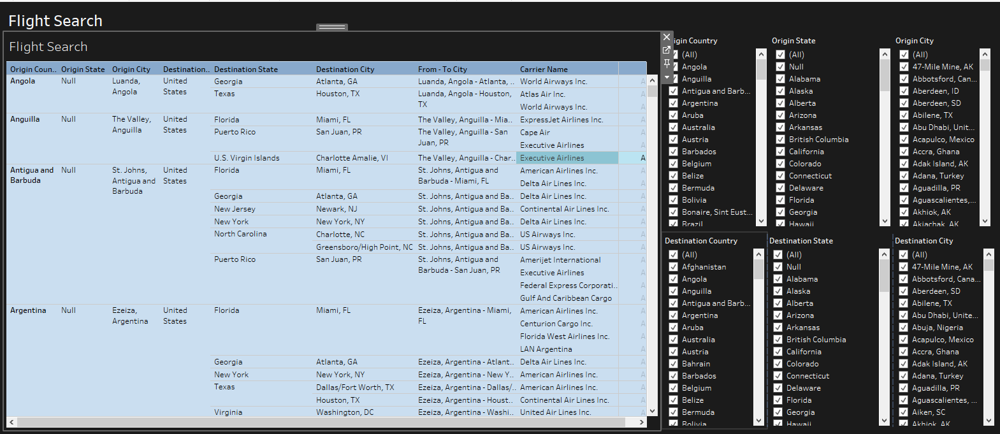 Flight Search
Flight Search
Origin Coun.. Origin State Origin City Destination.. Destination State Destination City From - To City Carrier Name
Angola Null Luanda, United Georgia Atlanta, GA Luanda, Angola - Atlanta, .. World Airways Inc. A
Angola States Texas Houston, TX Luanda, Angola - Houston, Atlas Air Inc. A
TX World Airways Inc. A
Anguilla Null The Valley, United Florida Miami, FL The Valley, Anguilla - Mia.. ExpressJet Airlines Inc. A
Anguilla States Puerto Rico San Juan, PR The Valley, Anguilla - San Cape Air A
Juan, PR Executive Airlines A
U.S. Virgin Islands Charlotte Amalie, VI The Valley, Anguilla - Char.. Executive Airlines A
Antigua and Null St. Johns, United Florida Miami, FL St. Johns, Antigua and American Airlines Inc. A
Barbuda Antigua and States Barbuda - Miami, FL Delta Air Lines Inc. A
Barbuda Georgia Atlanta, GA St. Johns, Antigua and Ba.. Delta Air Lines Inc. A
New Jersey Newark, NJ St. Johns, Antigua and Ba.. Continental Air Lines Inc. A
New York New York, NY St. Johns, Antigua and Ba.. Delta Air Lines Inc. A
North Carolina Charlotte, NC St. Johns, Antigua and Ba.. US Airways Inc. A
Greensboro/High Point, NC St. Johns, Antigua and Ba.. US Airways Inc. A
Puerto Rico San Juan, PR St. Johns, Antigua and Amerijet International A
Barbuda - San Juan, PR Executive Airlines A
Federal Express Corporati.. A
Gulf And Caribbean Cargo A
Argentina Null Ezeiza, United Florida Miami, FL Ezeiza, Argentina - Miami, American Airlines Inc. A
Argentina States FL Centurion Cargo Inc. A
Florida West Airlines Inc. A
LAN Argentina A
Georgia Atlanta, GA Ezeiza, Argentina - Atlant.. Delta Air Lines Inc. A
New York New York, NY Ezeiza, Argentina - New Y.. American Airlines Inc. A
Texas Dallas/Fort Worth, TX Ezeiza, Argentina - Dallas/.. American Airlines Inc. A
Houston, TX Ezeiza, Argentina - Houst.. Continental Air Lines Inc. A
Virginia Washington, DC Ezeiza, Argentina - Washi.. United Air Lines Inc. A
igin Country
(All)
Angola
Anguilla
Antigua and Barb...
Argentina
Aruba
Australia
Austria
Barbados
Belgium
Belize
Bermuda
Bolivia
Bonaire, Sint Eust...
Brazil
Origin State
(All)
Null
Alabama
Alaska
Alberta
Arizona
Arkansas
British Columbia
California
Colorado
Connecticut
Delaware
Florida
Georgia
Hawaii
Origin City
(All)
47-Mile Mine, AK
Abbotsford, Can...
Aberdeen, ID
Aberdeen, SD
Abilene, TX
Abu Dhabi, Unit...
Acapulco, Mexico
Accra, Ghana
Adak Island, AK
Adana, Turkey
Aguadilla, PR
Aguascalientes,...
Akhiok, AK
Akiachak, AK
Destination Country
(All)
Afghanistan
Angola
Anguilla
Antigua and Barb...
Argentina
Aruba
Australia
Austria
Bahrain
Barbados
Belgium
Belize
Bermuda
Bolivia
Destination State
(All)
Null
Alabama
Alaska
Alberta
Arizona
Arkansas
British Columbia
California
Colorado
Connecticut
Delaware
Florida
Georgia
Hawaii
Destination City
(All)
47-Mile Mine, AK
Abbotsford, Cana...
Aberdeen, SD
Abilene, TX
Abu Dhabi, Unite...
Abuja, Nigeria
Acapulco, Mexico
Accra, Ghana
Adak Island, AK
Adana, Turkey
Aguadilla, PR
Aguascalientes, ...
Aiken, SC
Akhiok, AK